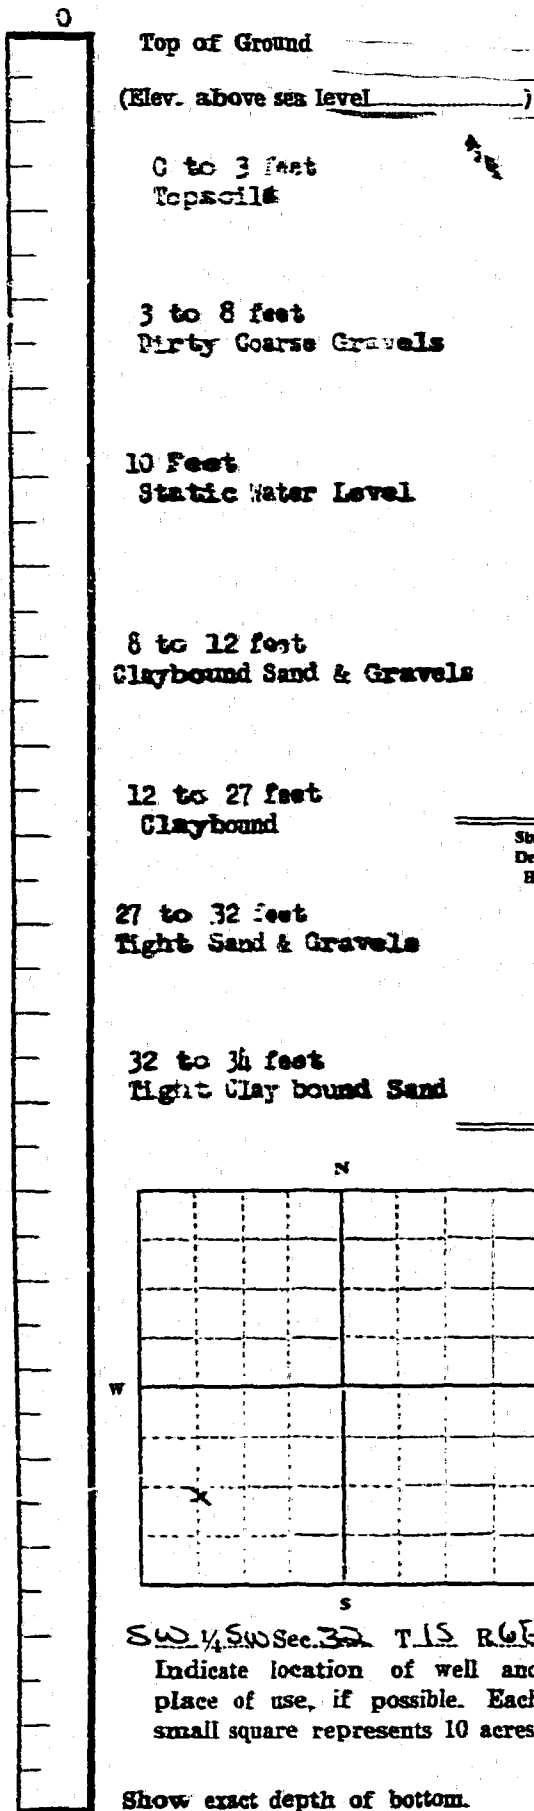 0
Top of Ground
(Elev. above sea level )
0 to 3 feet
Topsoils
3 to 8 feet
Dirty Coarse Gravels
10 Feet
Static Water Level
8 to 12 feet
Claybound Sand & Gravels
12 to 27 feet
Claybound
27 to 32 feet
Tight Sand & Gravels
32 to 34 feet
Tight Clay bound Sand
N
W
x
S
SW ¼ SW Sec. 32 T 1S R 6E
Indicate location of well and
place of use, if possible. Each
small square represents 10 acres
Show exact depth of bottom.